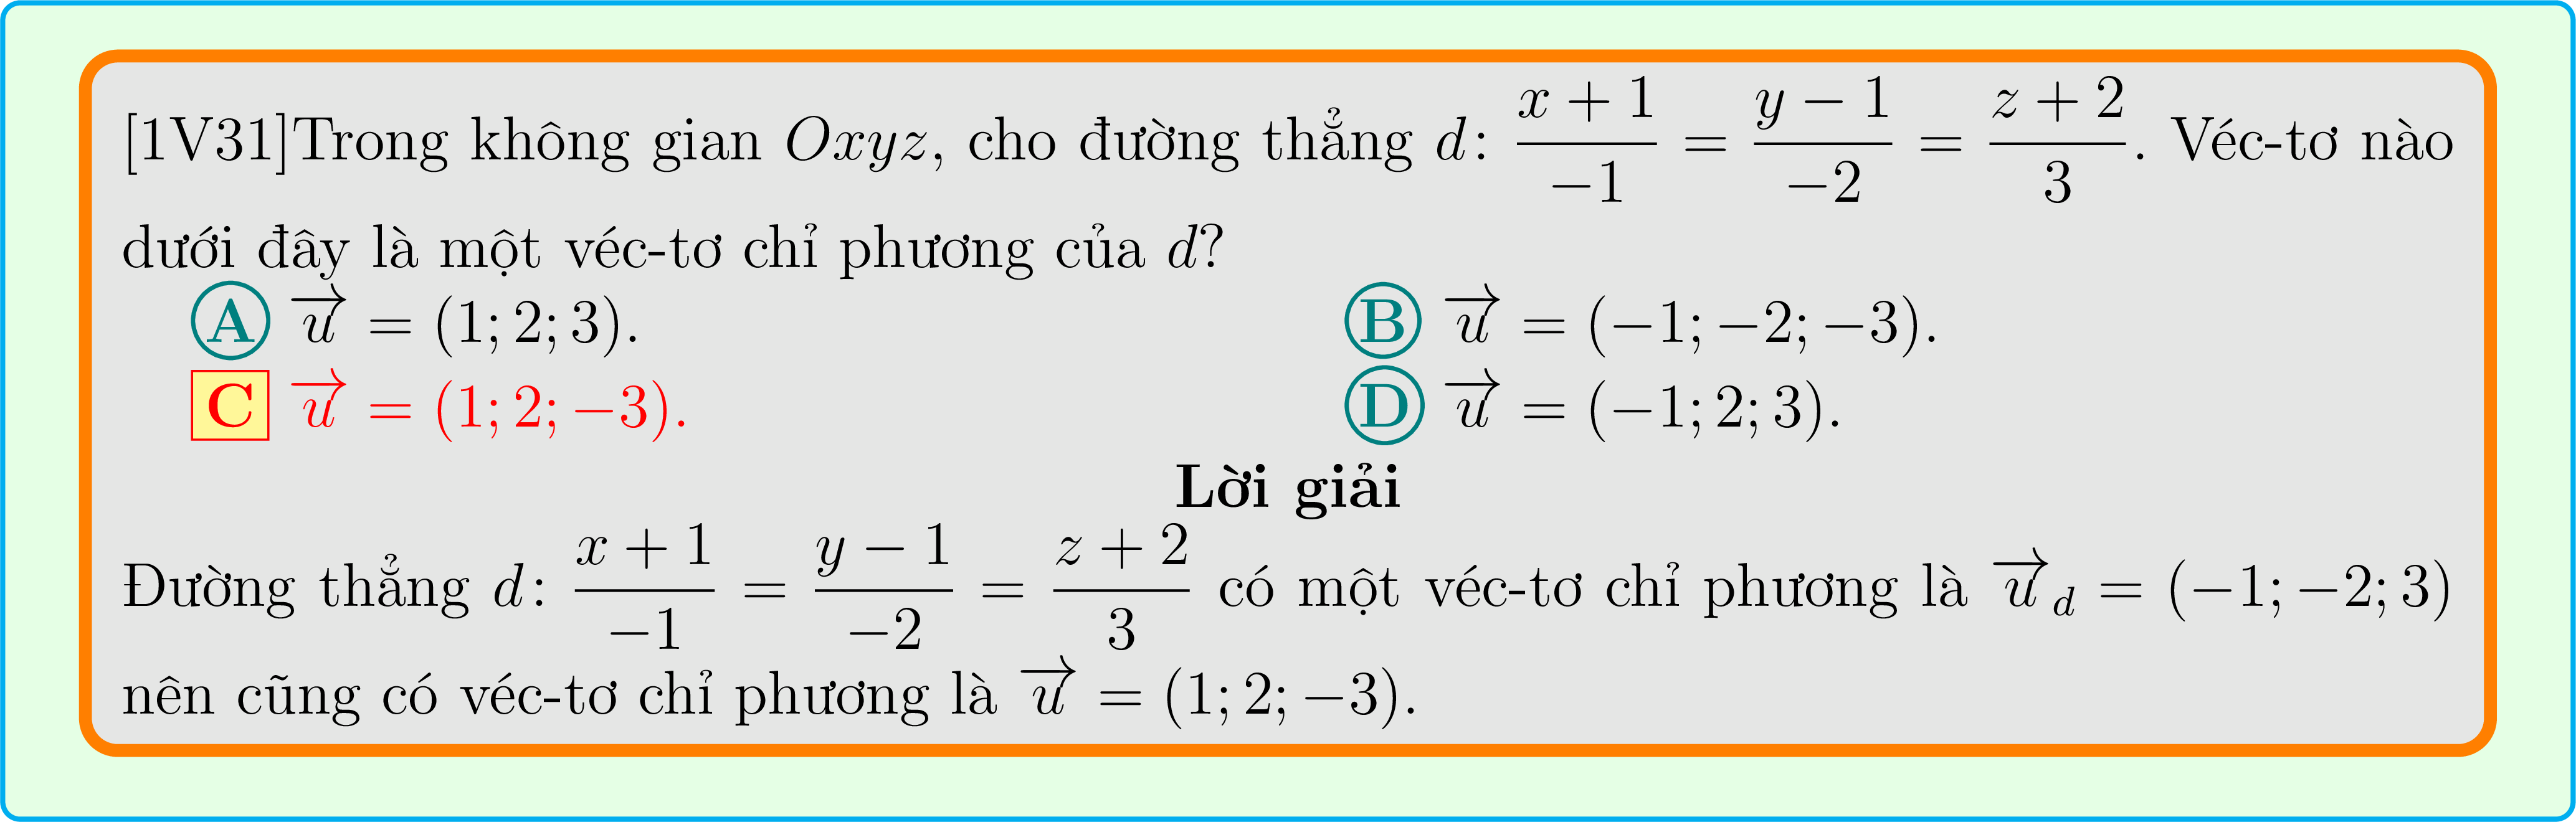 [1V31]Trong không gian Oxyz, cho đường thẳng d: \frac{x+1}{-1} = \frac{y-1}{-2} = \frac{z+2}{3}. Véc-tơ nào
dưới đây là một véc-tơ chỉ phương của d?
A \overrightarrow{u} = (1; 2; 3). B \overrightarrow{u} = (−1; −2; −3).
C \overrightarrow{u} = (1; 2; −3). D \overrightarrow{u} = (−1; 2; 3).
Lời giải
Đường thẳng d: \frac{x+1}{-1} = \frac{y-1}{-2} = \frac{z+2}{3} có một véc-tơ chỉ phương là \overrightarrow{u}_d = (−1; −2; 3)
nên cũng có véc-tơ chỉ phương là \overrightarrow{u} = (1; 2; −3).